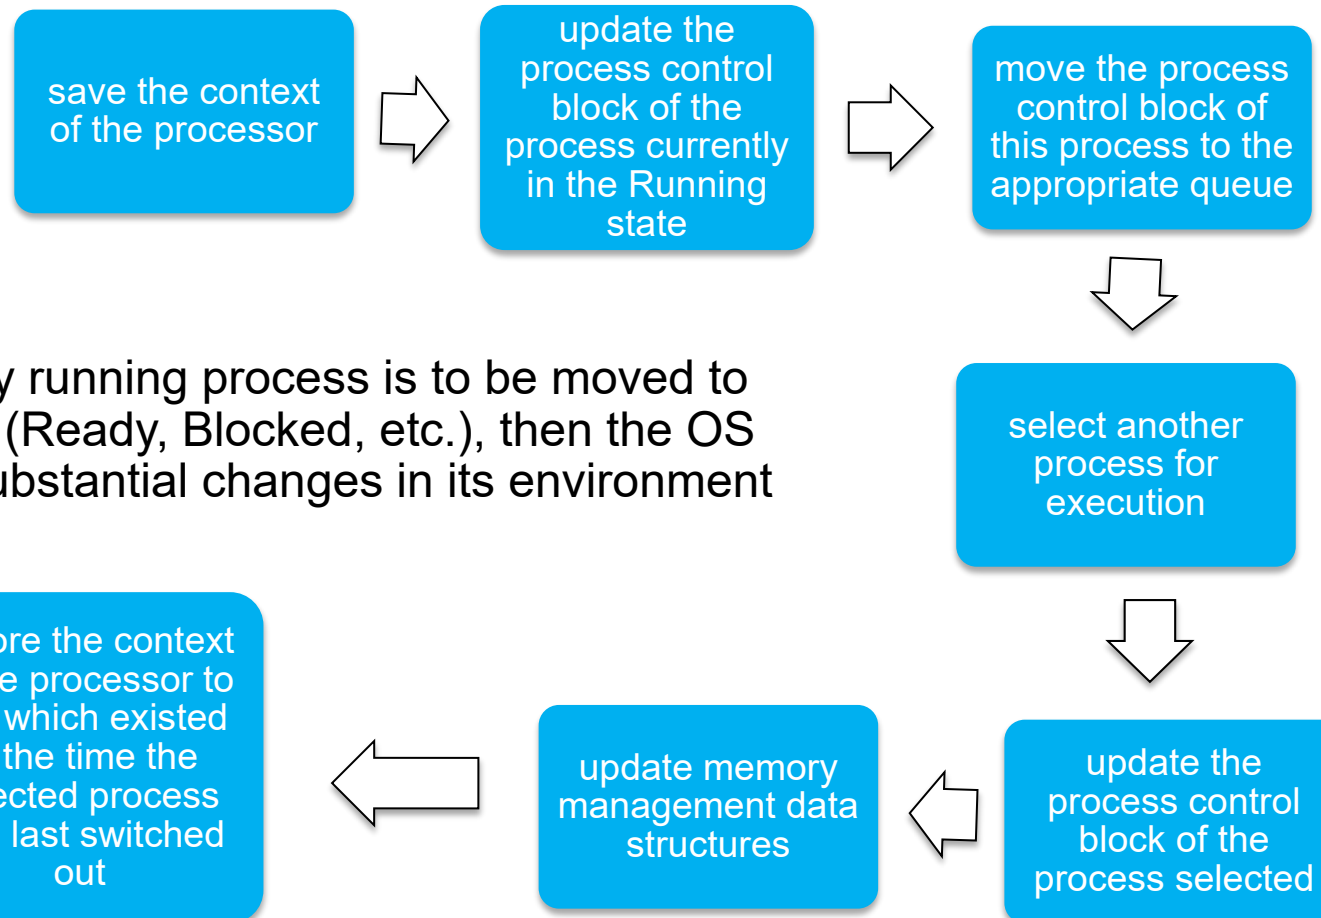 save the context
of the processor
update the
process control
block of the
process currently
in the Running
state
move the process
control block of
this process to the
appropriate queue
y running process is to be moved to
(Ready, Blocked, etc.), then the OS
ubstantial changes in its environment
select another
process for
execution
update the
process control
block of the
process selected
update memory
management data
structures
ore the context
e processor to
which existed
the time the
ected process
last switched
out